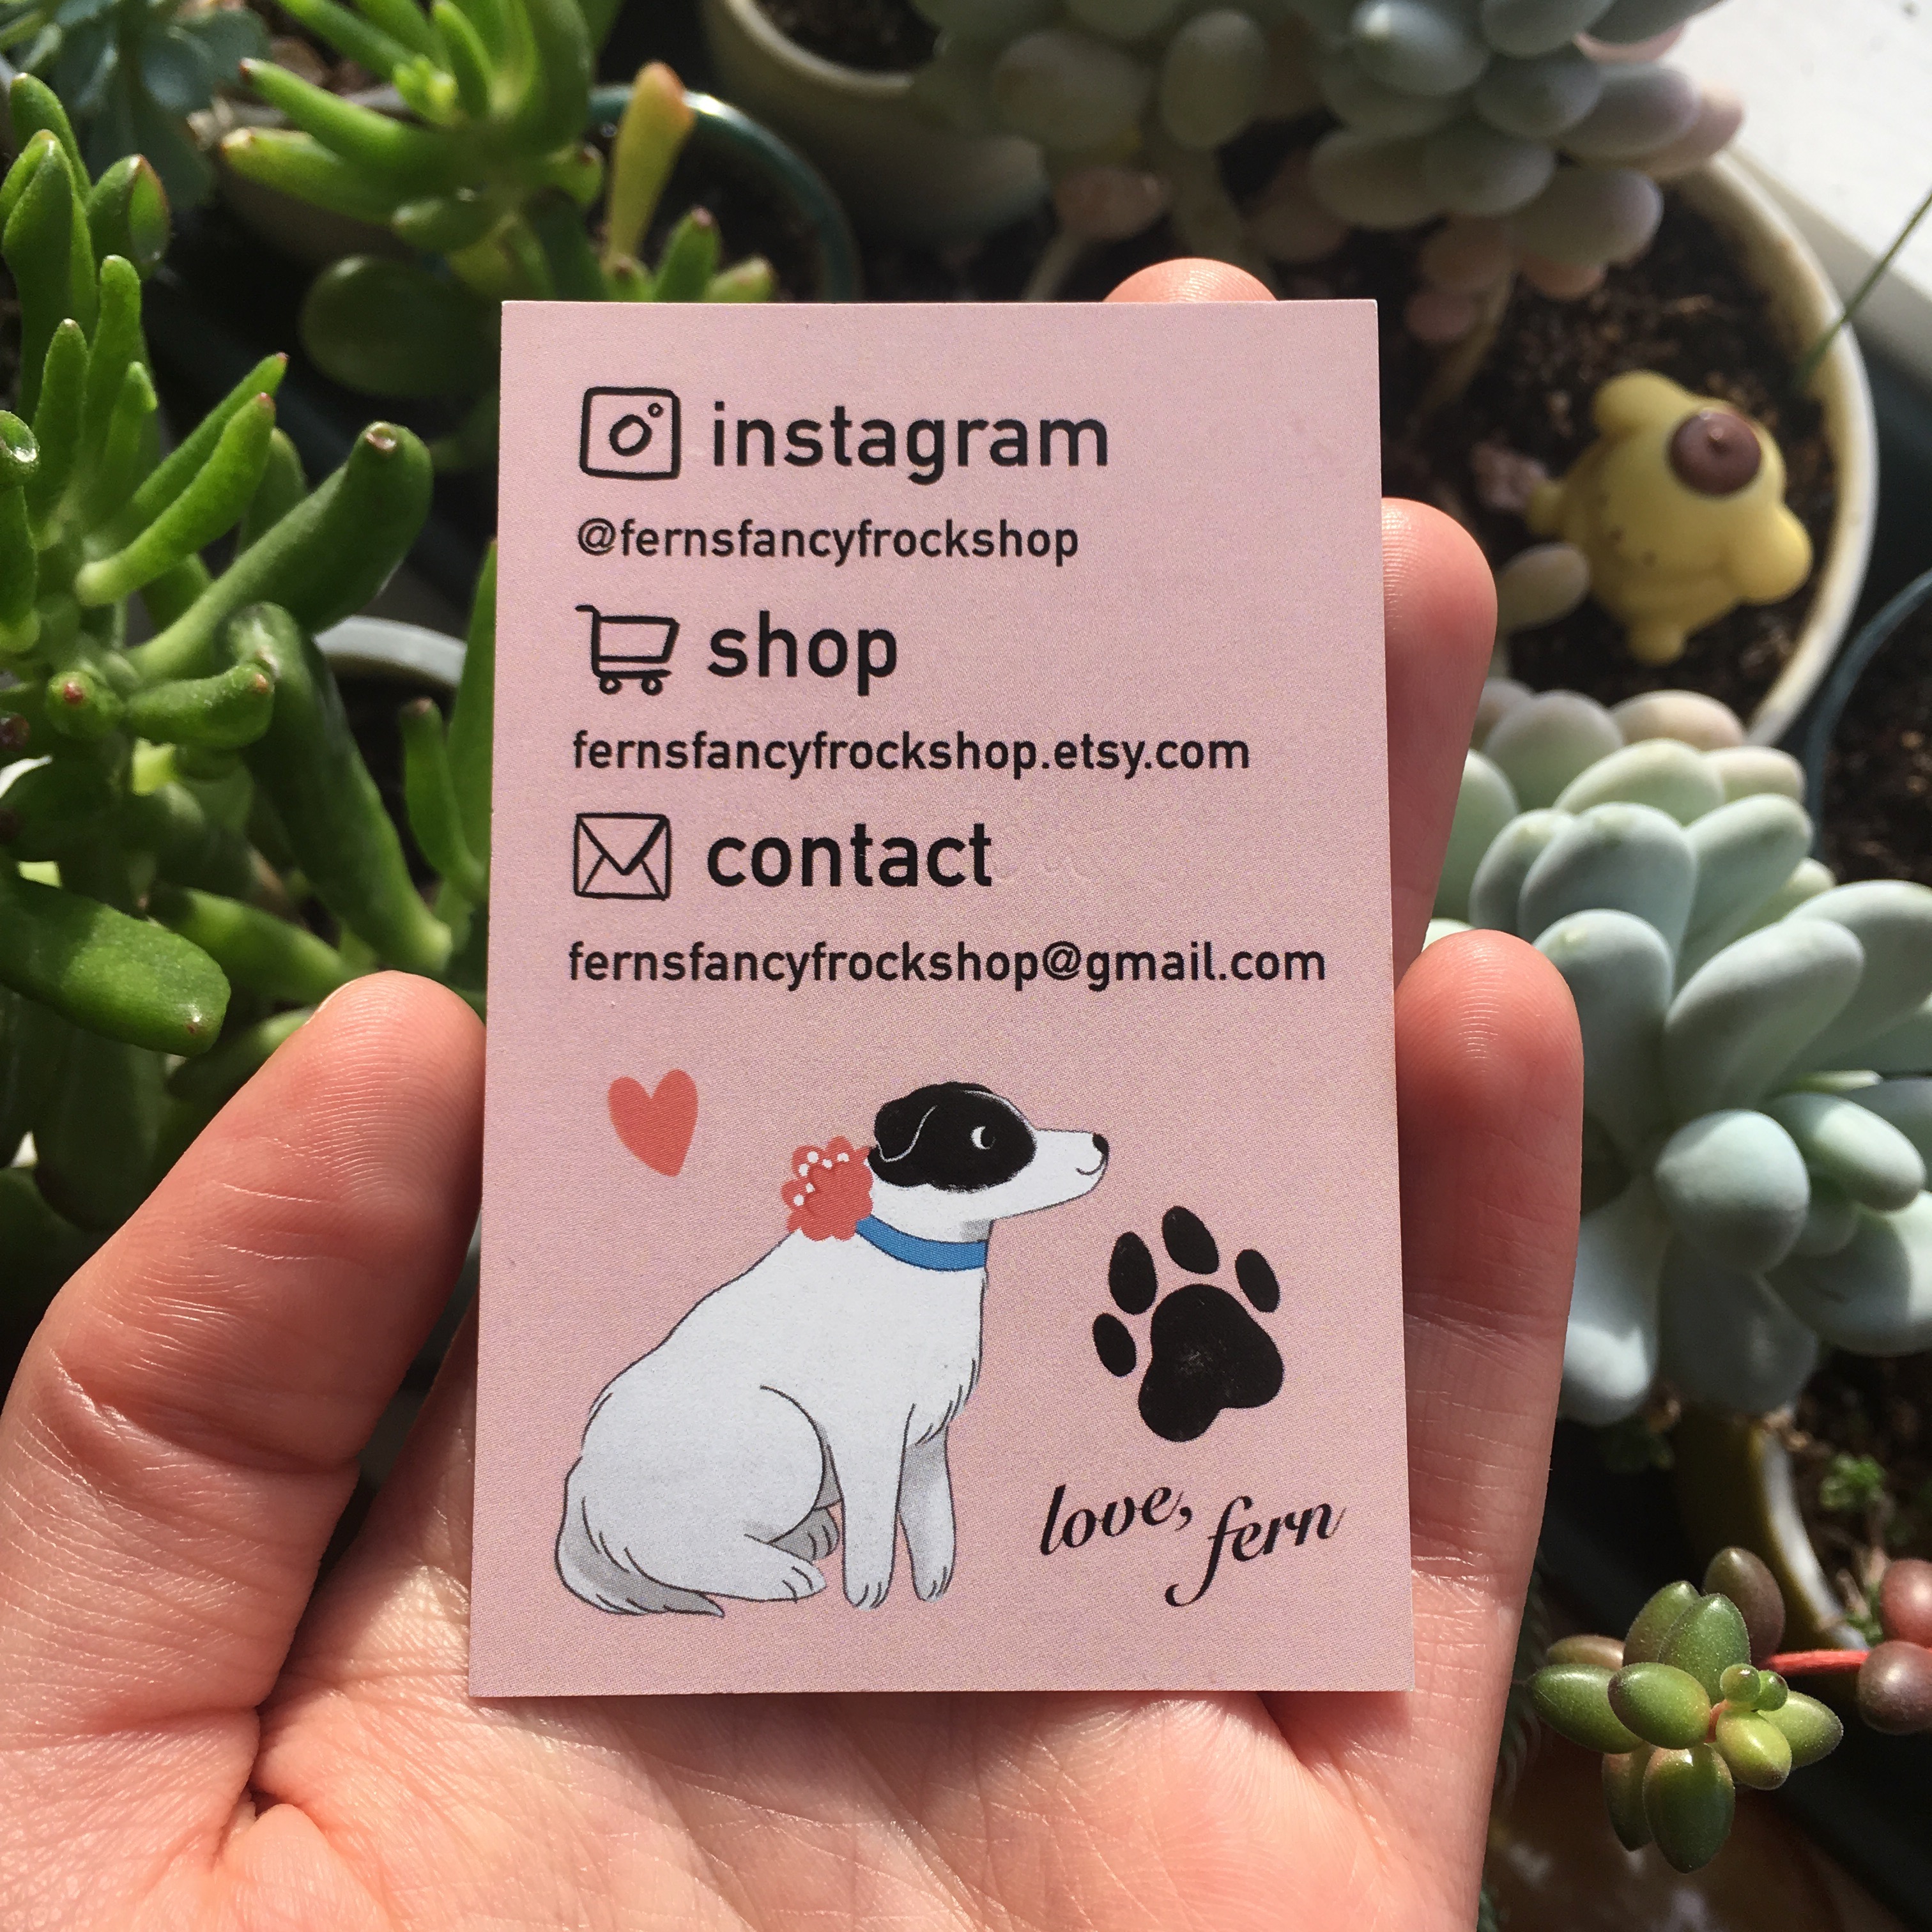 instagram
@fernsfancyfrockshop
shop
fernsfancyfrockshop.etsy.com
contact
fernsfancyfrockshop@gmail.com
love, fern